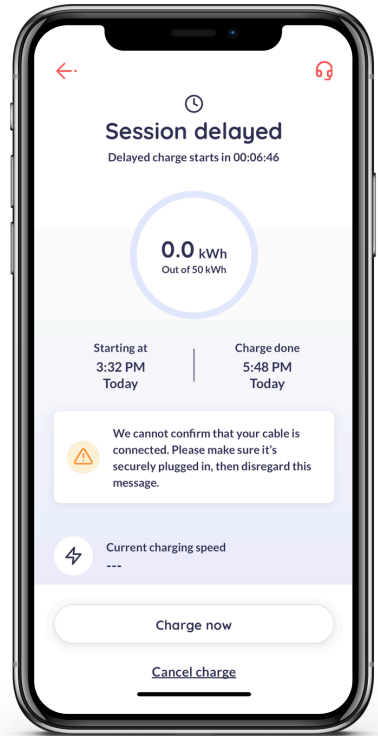 Session delayed
Delayed charge starts in 00:06:46
0.0 kWh
Out of 50 kWh
Starting at
3:32 PM
Today
Charge done
5:48 PM
Today
We cannot confirm that your cable is
connected. Please make sure it's
securely plugged in, then disregard this
message.
Current charging speed
---
Charge now
Cancel charge